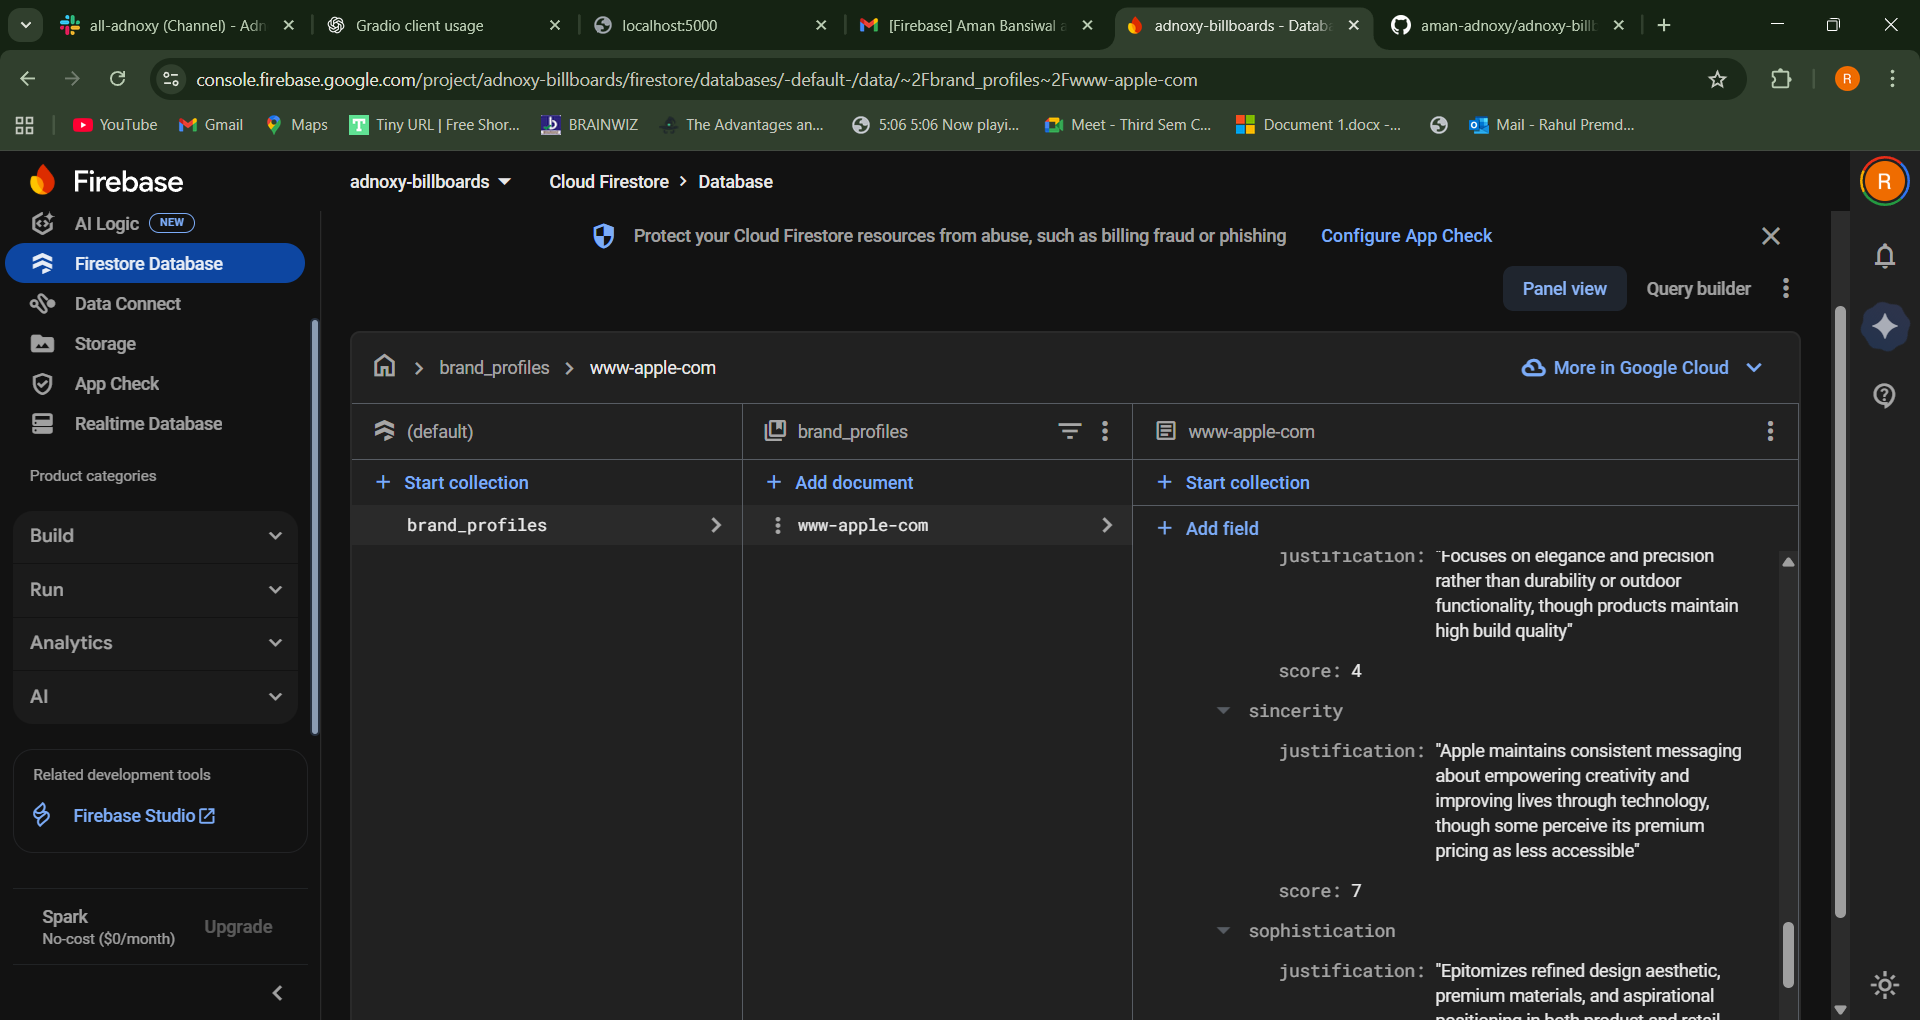 all-adnoxy (Channel) - Adn
Gradio client usage
localhost:5000
[Firebase] Aman Bansiwal a
adnoxy-billboards - Datab
aman-adnoxy/adnoxy-bill
console.firebase.google.com/project/adnoxy-billboards/firestore/databases/-default-/data/~2Fbrand_profiles~2Fwww-apple-com
R
YouTube
Gmail
Maps
Tiny URL | Free Shor...
BRAINWIZ
The Advantages an...
5:06 5:06 Now playi...
Meet - Third Sem C...
Document 1.docx -...
Mail - Rahul Premd...
Firebase
adnoxy-billboards
Cloud Firestore > Database
R
AI Logic NEW
Firestore Database
Data Connect
Storage
App Check
Realtime Database
Product categories
Build
Run
Analytics
AI
Related development tools
Firebase Studio
Spark
No-cost ($0/month)
Upgrade
Protect your Cloud Firestore resources from abuse, such as billing fraud or phishing
Configure App Check
Panel view
Query builder
brand_profiles > www-apple-com
More in Google Cloud
(default)
+ Start collection
brand_profiles
brand_profiles
+ Add document
www-apple-com
www-apple-com
+ Start collection
+ Add field
justification: "Focuses on elegance and precision
rather than durability or outdoor
functionality, though products maintain
high build quality"
score: 4
sincerity
justification: "Apple maintains consistent messaging
about empowering creativity and
improving lives through technology,
though some perceive its premium
pricing as less accessible"
score: 7
sophistication
justification: "Epitomizes refined design aesthetic,
premium materials, and aspirational
positioning in both product and retail